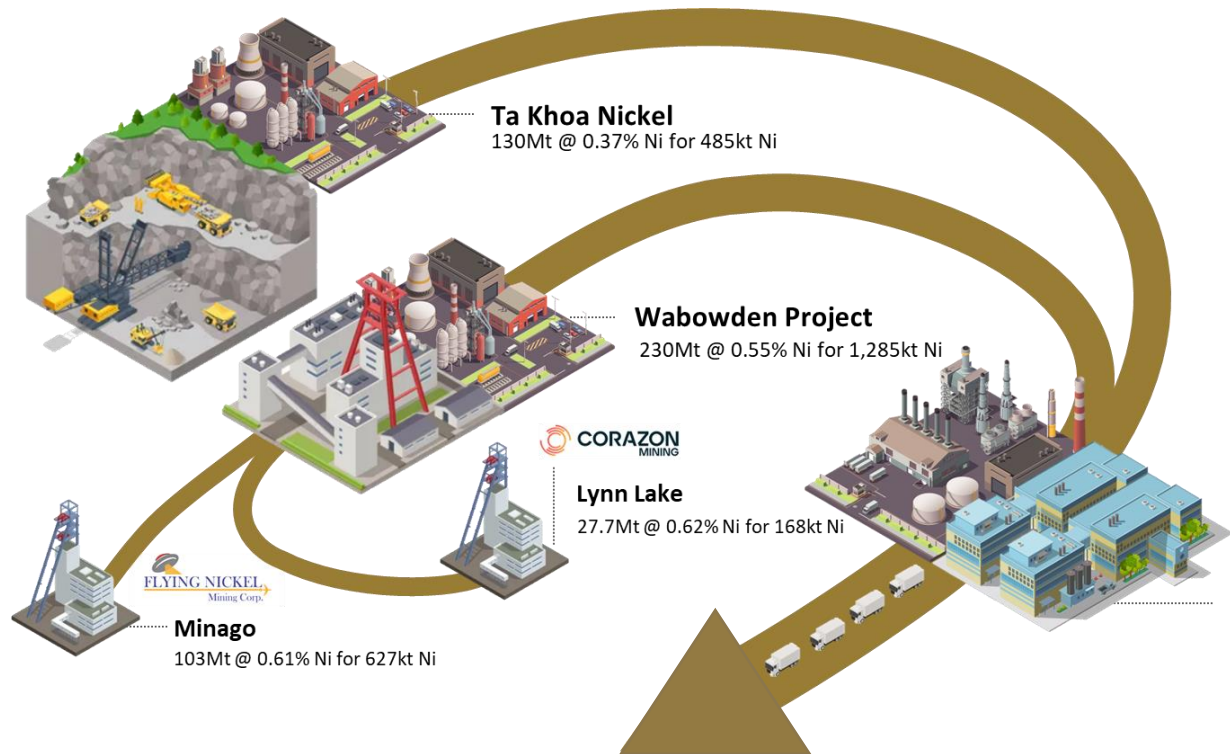 Ta Khoa Nickel
130Mt @ 0.37% Ni for 485kt Ni
Wabowden Project
230Mt @ 0.55% Ni for 1,285kt Ni
CORAZON
MINING
Lynn Lake
27.7Mt @ 0.62% Ni for 168kt Ni
FLYING NICKEL
Mining Corp.
Minago
103Mt @ 0.61% Ni for 627kt Ni